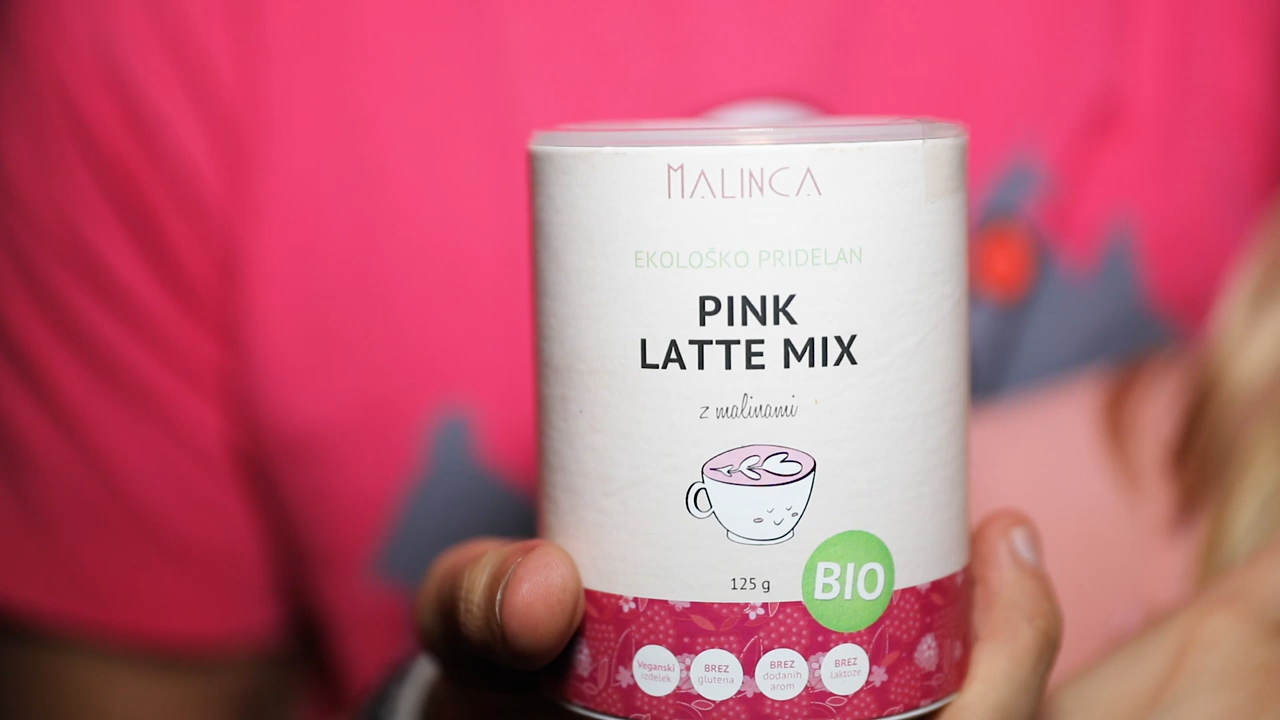 MALINCA
EKOLOŠKO PRIDELAN
PINK
LATTE MIX
z malinami
125 g
BIO
Veganski
izdelek
BREZ
glutena
BREZ
dodanih
arom
BREZ
laktoze